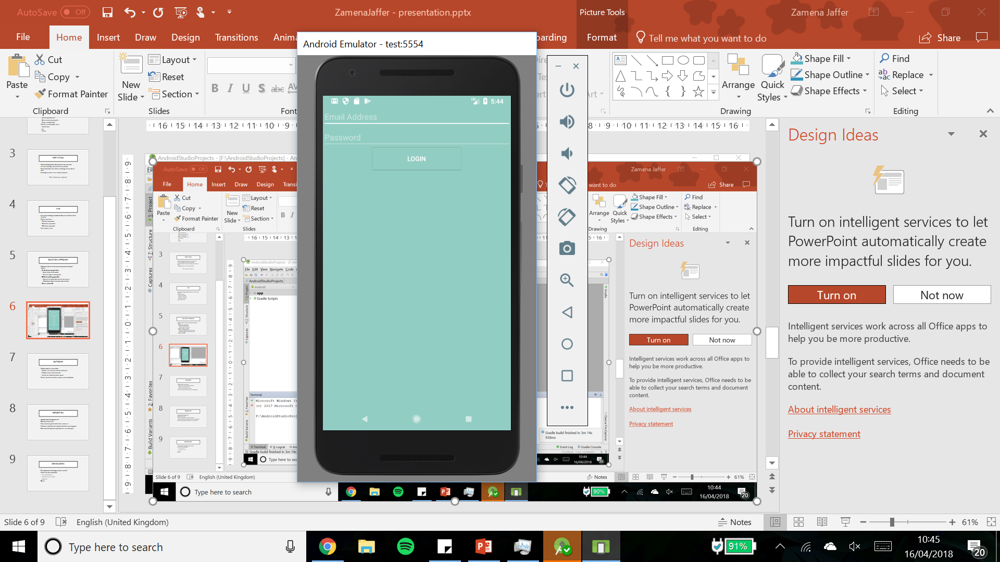 AutoSave Off
ZamenaJaffer - presentation.pptx
Picture Tools
Zamena Jaffer
File Home Insert Draw Design Transitions
Format Tell me what you want to do Share
Android Emulator - test:5554
Paste
Cut
Copy
Format Painter
Clipboard
New Slide
Layout
Reset
Section
Slides
B I U S abc AV
Arrange
Quick Styles
Shape Fill
Shape Outline
Shape Effects
Drawing
Find
Replace
Select
Editing
5:44
Email Address
Password
LOGIN
3
4
5
6
7
8
9
AndroidStudioProjects - [F:\AndroidStudioProjects]
AutoSave Off
Zamena Jaffer
File Home Insert Draw Design
want to do Share
Paste
Cut
Copy
Format Painter
Clipboard
New Slide
Layout
Reset
Section
Slides
Arrange
Quick Styles
Shape Fill
Shape Outline
Shape Effects
Drawing
Find
Replace
Select
Editing
1: Project
7: Structure
Captures
2: Favorites
Build Variants
3
4
5
6
7
8
9
File Edit View Navigate Code
AndroidStudioProjects
Android
app
Gradle Scripts
Terminal
Microsoft Windows
(c) 2017 Microsoft
Terminal 6: Logcat
Gradle build finished in 3m 14s
Gradle build finished in 3m 14s
938ms
Event Log Gradle Console
Device File Explorer
Gradle
Type here to
10:44
16/04/2018
Design Ideas
Turn on intelligent services to let
PowerPoint automatically create
more impactful slides for you.
Turn on Not now
Intelligent services work across all Office apps to
help you be more productive.
To provide intelligent services, Office needs to be
able to collect your search terms and document
content.
About intelligent services
Privacy statement
Slide 6 of 9 English (United Kingdom)
Notes 61%
Type here to search
90%
10:44
16/04/2018
20
Design Ideas
Turn on intelligent services to let
PowerPoint automatically create
more impactful slides for you.
Turn on Not now
Intelligent services work across all Office apps to
help you be more productive.
To provide intelligent services, Office needs to be
able to collect your search terms and document
content.
About intelligent services
Privacy statement
Slide 6 of 9 English (United Kingdom)
Notes 61%
Type here to search
91%
10:45
16/04/2018
20